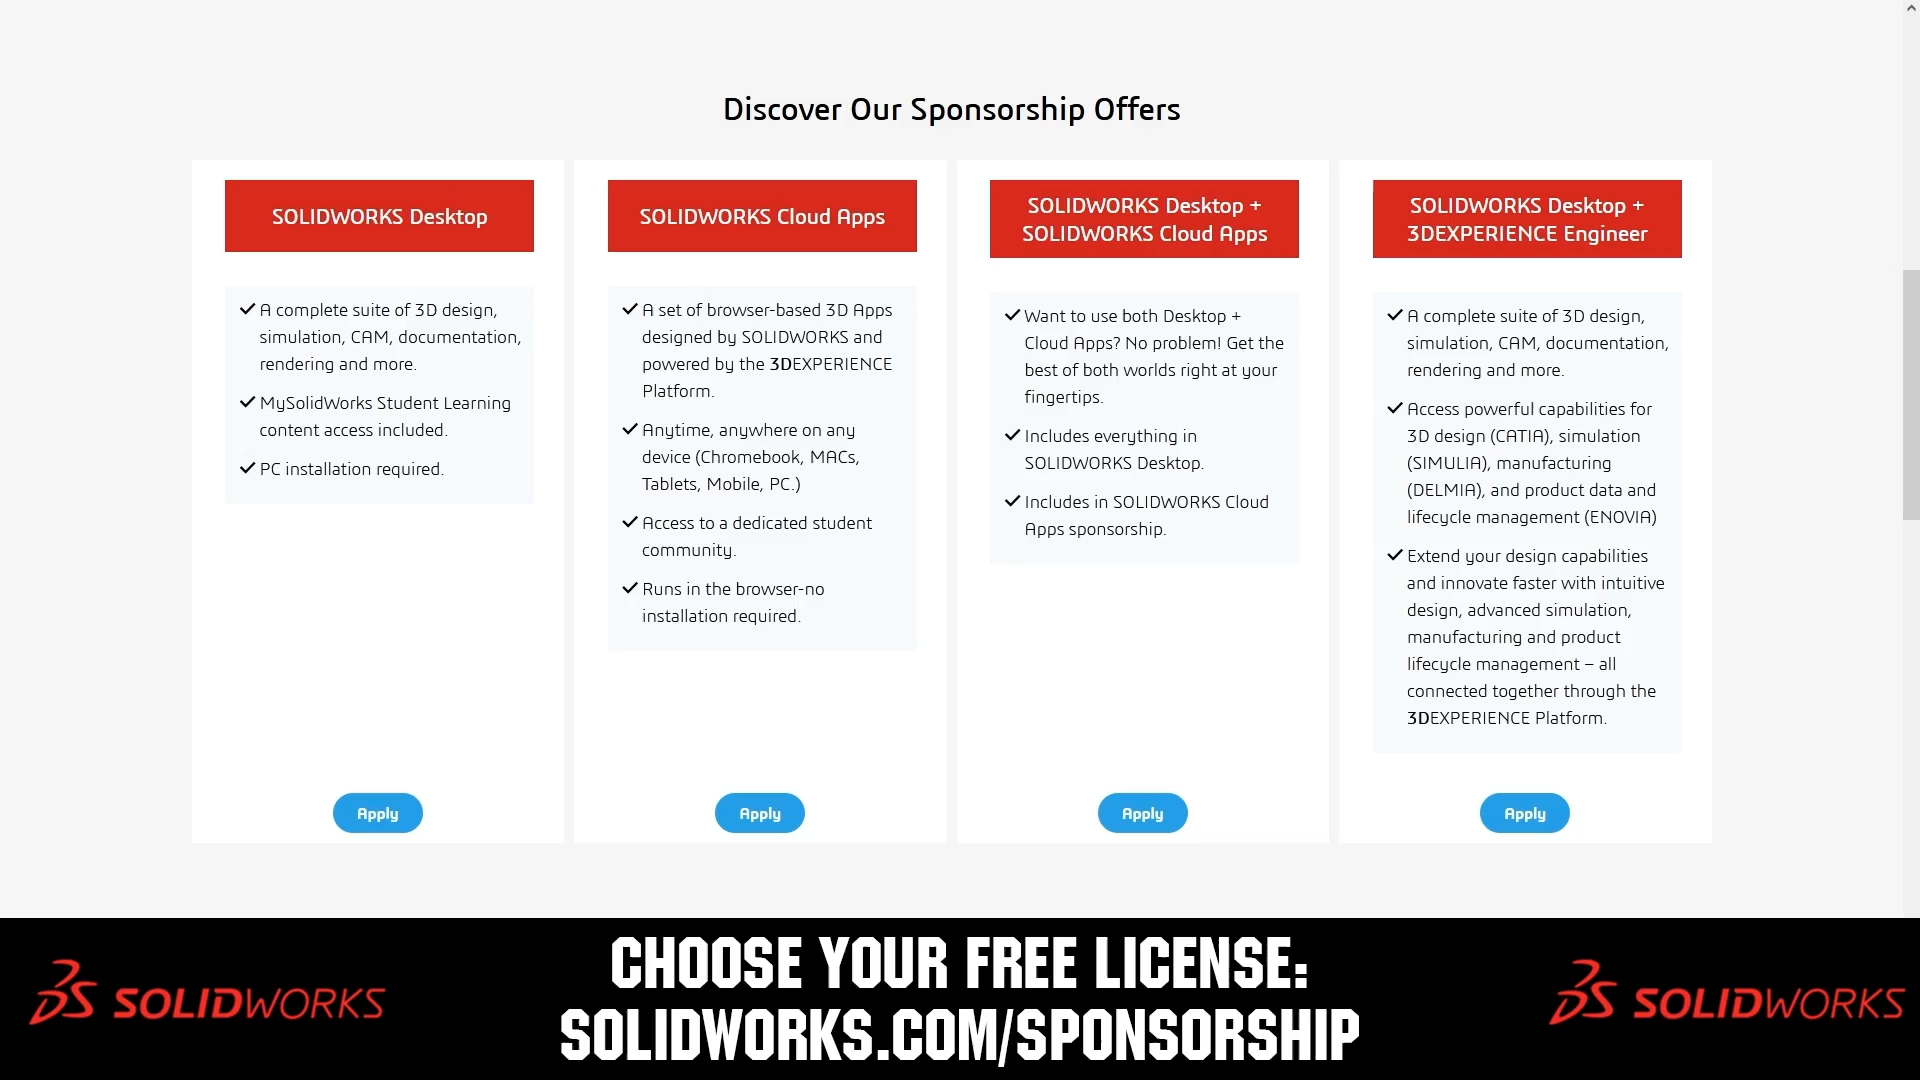 Discover Our Sponsorship Offers
SOLIDWORKS Desktop
A complete suite of 3D design,
simulation, CAM, documentation,
rendering and more.
MySolidWorks Student Learning
content access included.
PC installation required.
Apply
SOLIDWORKS Cloud Apps
A set of browser-based 3D Apps
designed by SOLIDWORKS and
powered by the 3DEXPERIENCE
Platform.
Anytime, anywhere on any
device (Chromebook, MACs,
Tablets, Mobile, PC.)
Access to a dedicated student
community.
Runs in the browser-no
installation required.
Apply
SOLIDWORKS Desktop +
SOLIDWORKS Cloud Apps
Want to use both Desktop +
Cloud Apps? No problem! Get the
best of both worlds right at your
fingertips.
Includes everything in
SOLIDWORKS Desktop.
Includes in SOLIDWORKS Cloud
Apps sponsorship.
Apply
SOLIDWORKS Desktop +
3DEXPERIENCE Engineer
A complete suite of 3D design,
simulation, CAM, documentation,
rendering and more.
Access powerful capabilities for
3D design (CATIA), simulation
(SIMULIA), manufacturing
(DELMIA), and product data and
lifecycle management (ENOVIA)
Extend your design capabilities
and innovate faster with intuitive
design, advanced simulation,
manufacturing and product
lifecycle management – all
connected together through the
3DEXPERIENCE Platform.
Apply
SOLIDWORKS
CHOOSE YOUR FREE LICENSE:
SOLIDWORKS.COM/SPONSORSHIP
SOLIDWORKS